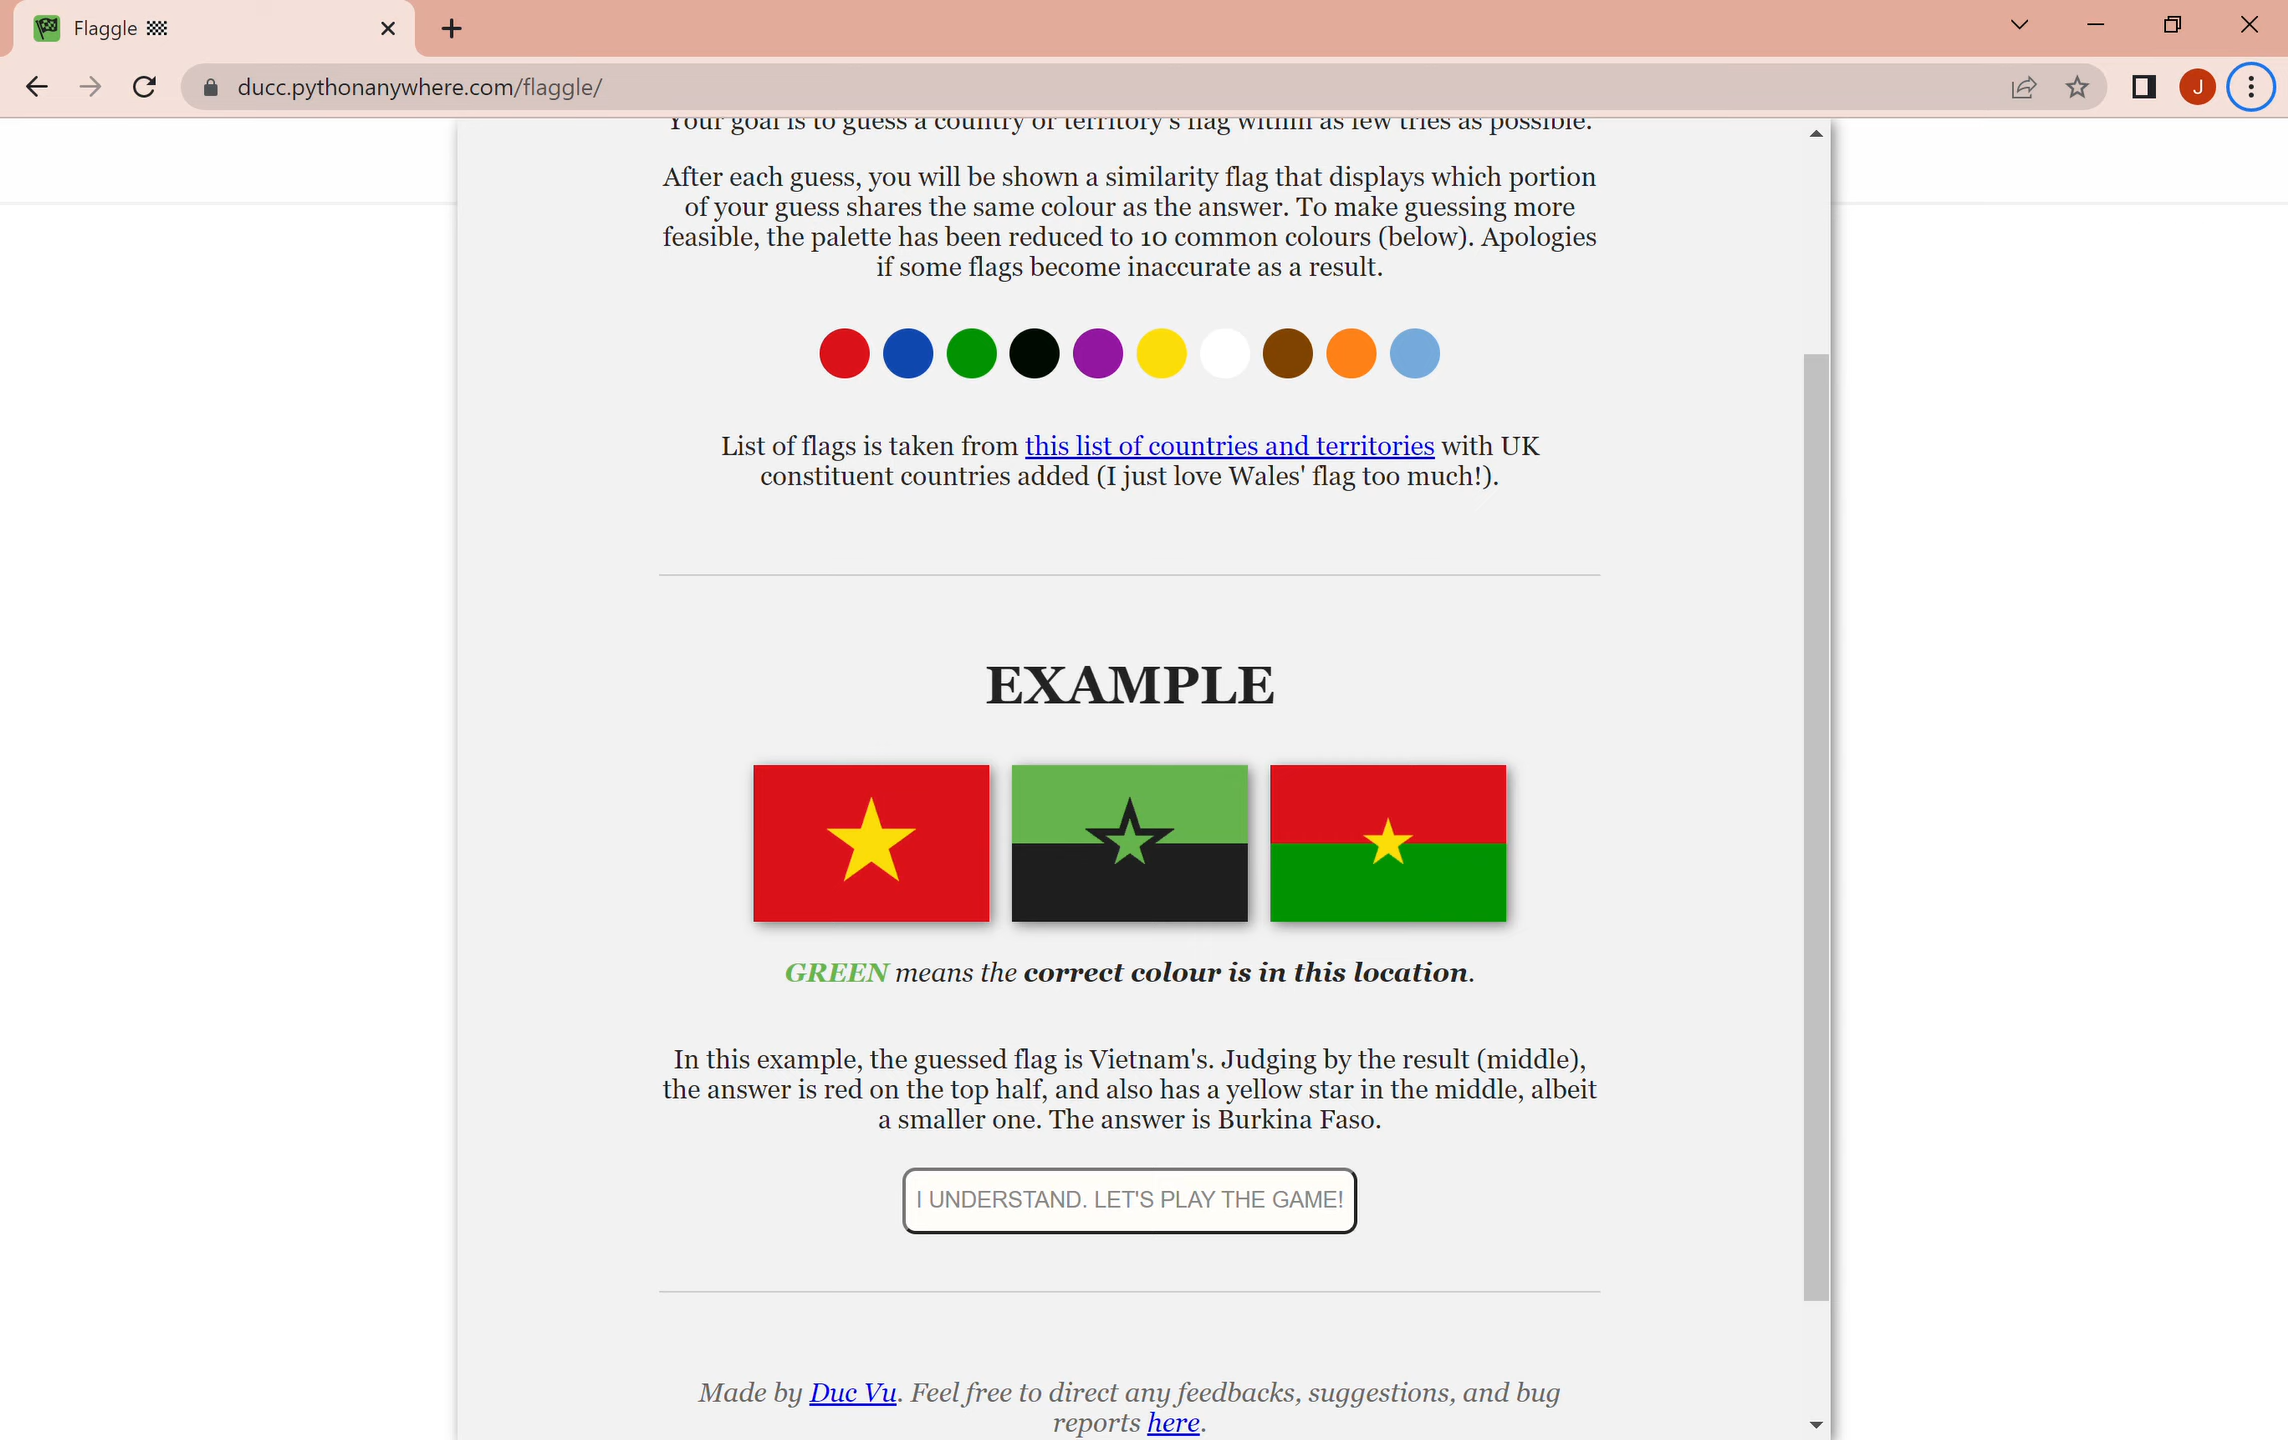 Flaggle
ducc.pythonanywhere.com/flaggle/
J
Your goal is to guess a country or territory's flag within as few tries as possible.
After each guess, you will be shown a similarity flag that displays which portion
of your guess shares the same colour as the answer. To make guessing more
feasible, the palette has been reduced to 10 common colours (below). Apologies
if some flags become inaccurate as a result.
List of flags is taken from this list of countries and territories with UK
constituent countries added (I just love Wales' flag too much!).
EXAMPLE
GREEN means the correct colour is in this location.
In this example, the guessed flag is Vietnam's. Judging by the result (middle),
the answer is red on the top half, and also has a yellow star in the middle, albeit
a smaller one. The answer is Burkina Faso.
I UNDERSTAND. LET'S PLAY THE GAME!
Made by Duc Vu. Feel free to direct any feedbacks, suggestions, and bug
reports here.